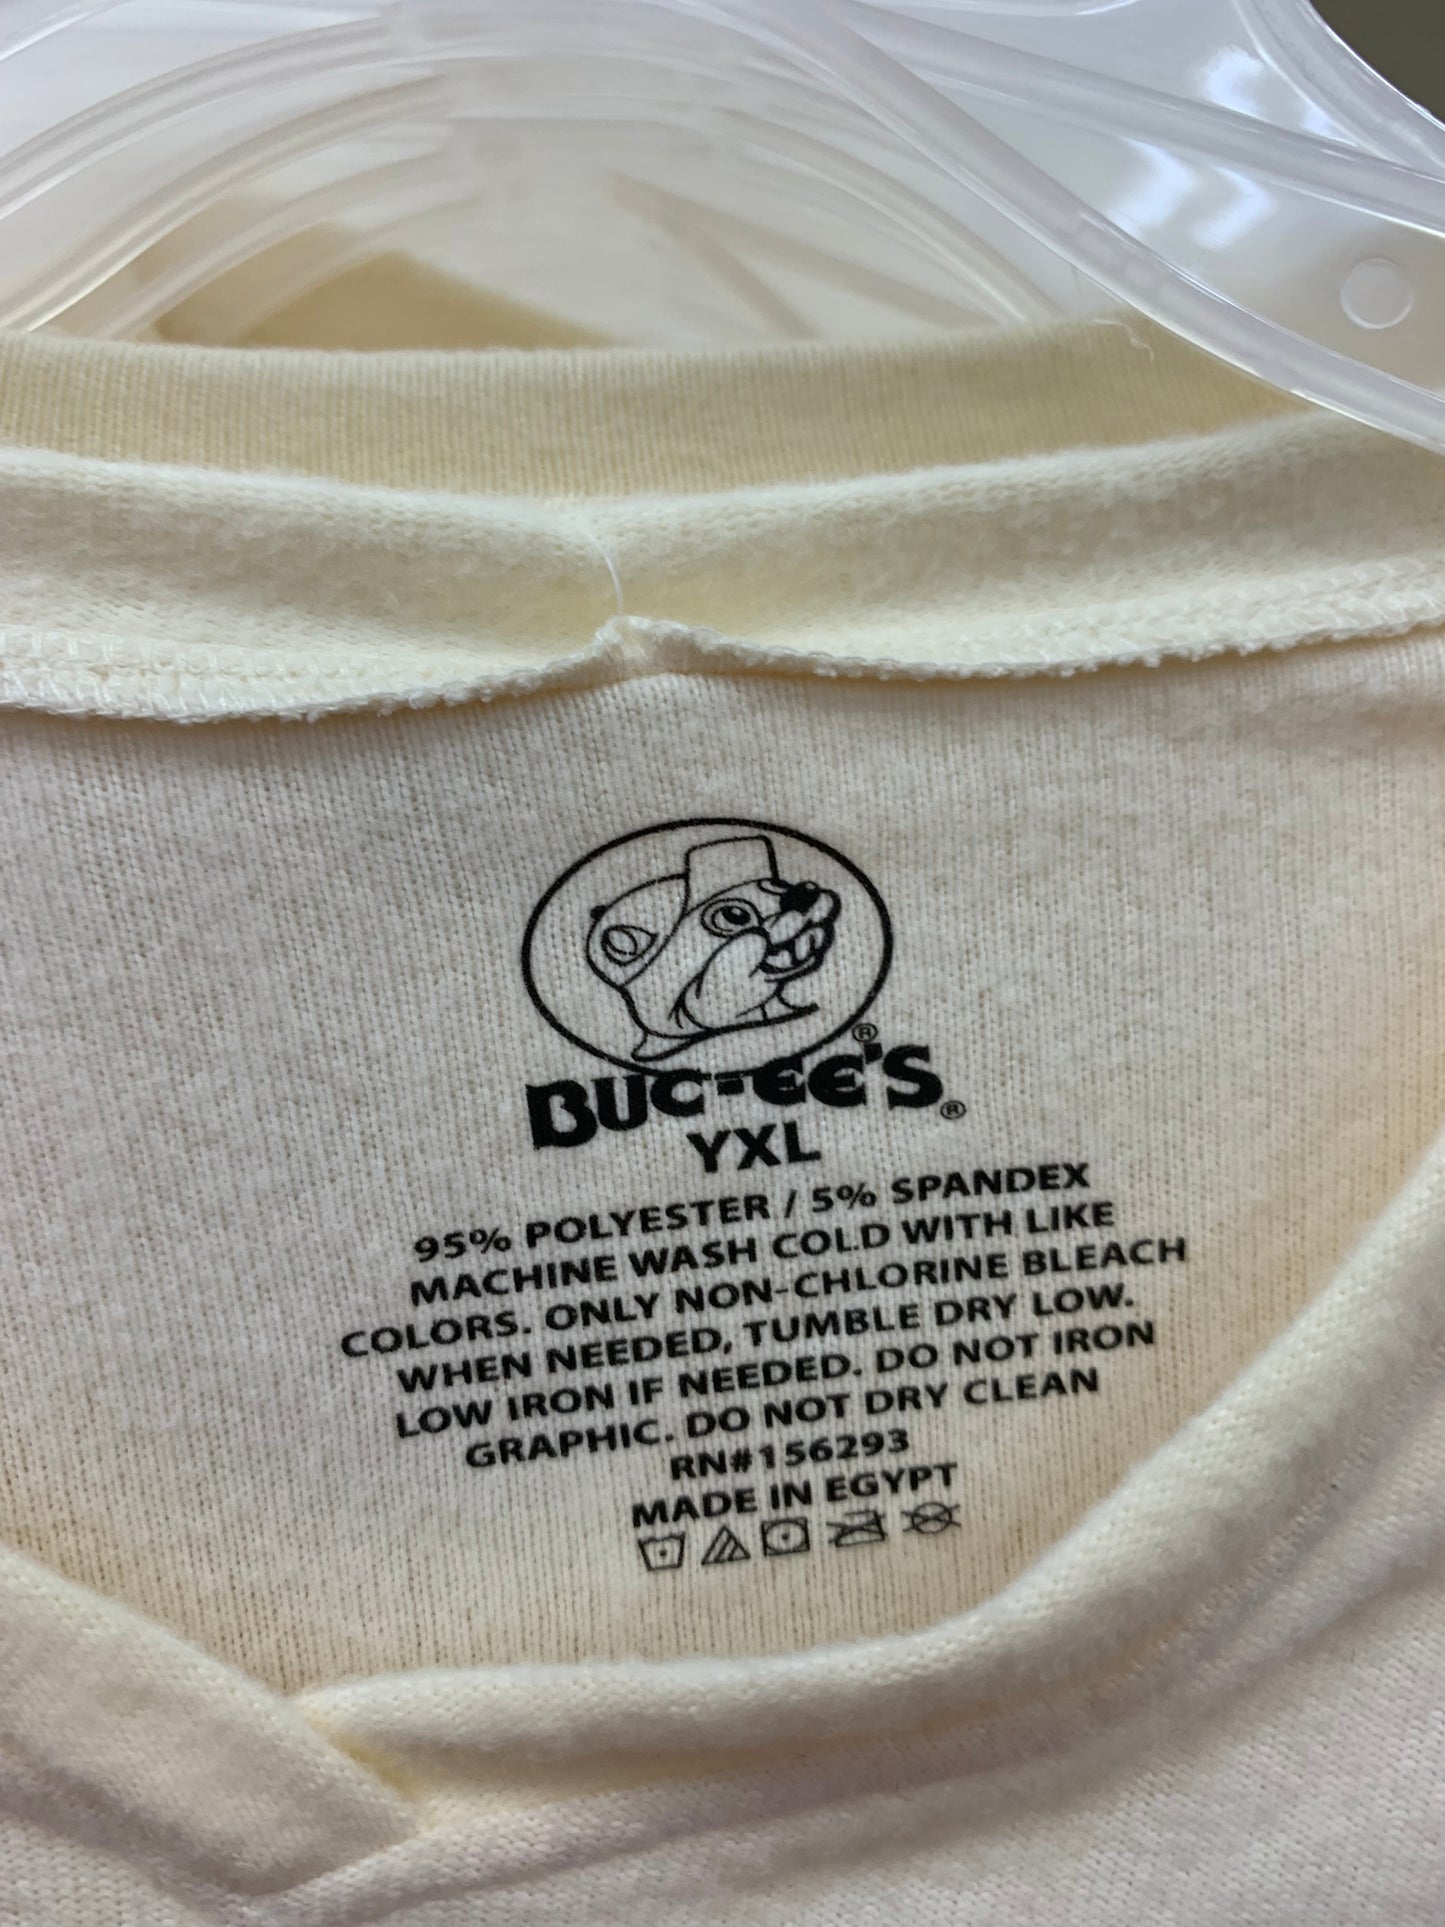 BUC-EE'S®
YXL
95% POLYESTER / 5% SPANDEX
MACHINE WASH COLD WITH LIKE
COLORS. ONLY NON-CHLORINE BLEACH
WHEN NEEDED, TUMBLE DRY LOW.
LOW IRON IF NEEDED. DO NOT IRON
GRAPHIC. DO NOT DRY CLEAN
RN#156293
MADE IN EGYPT